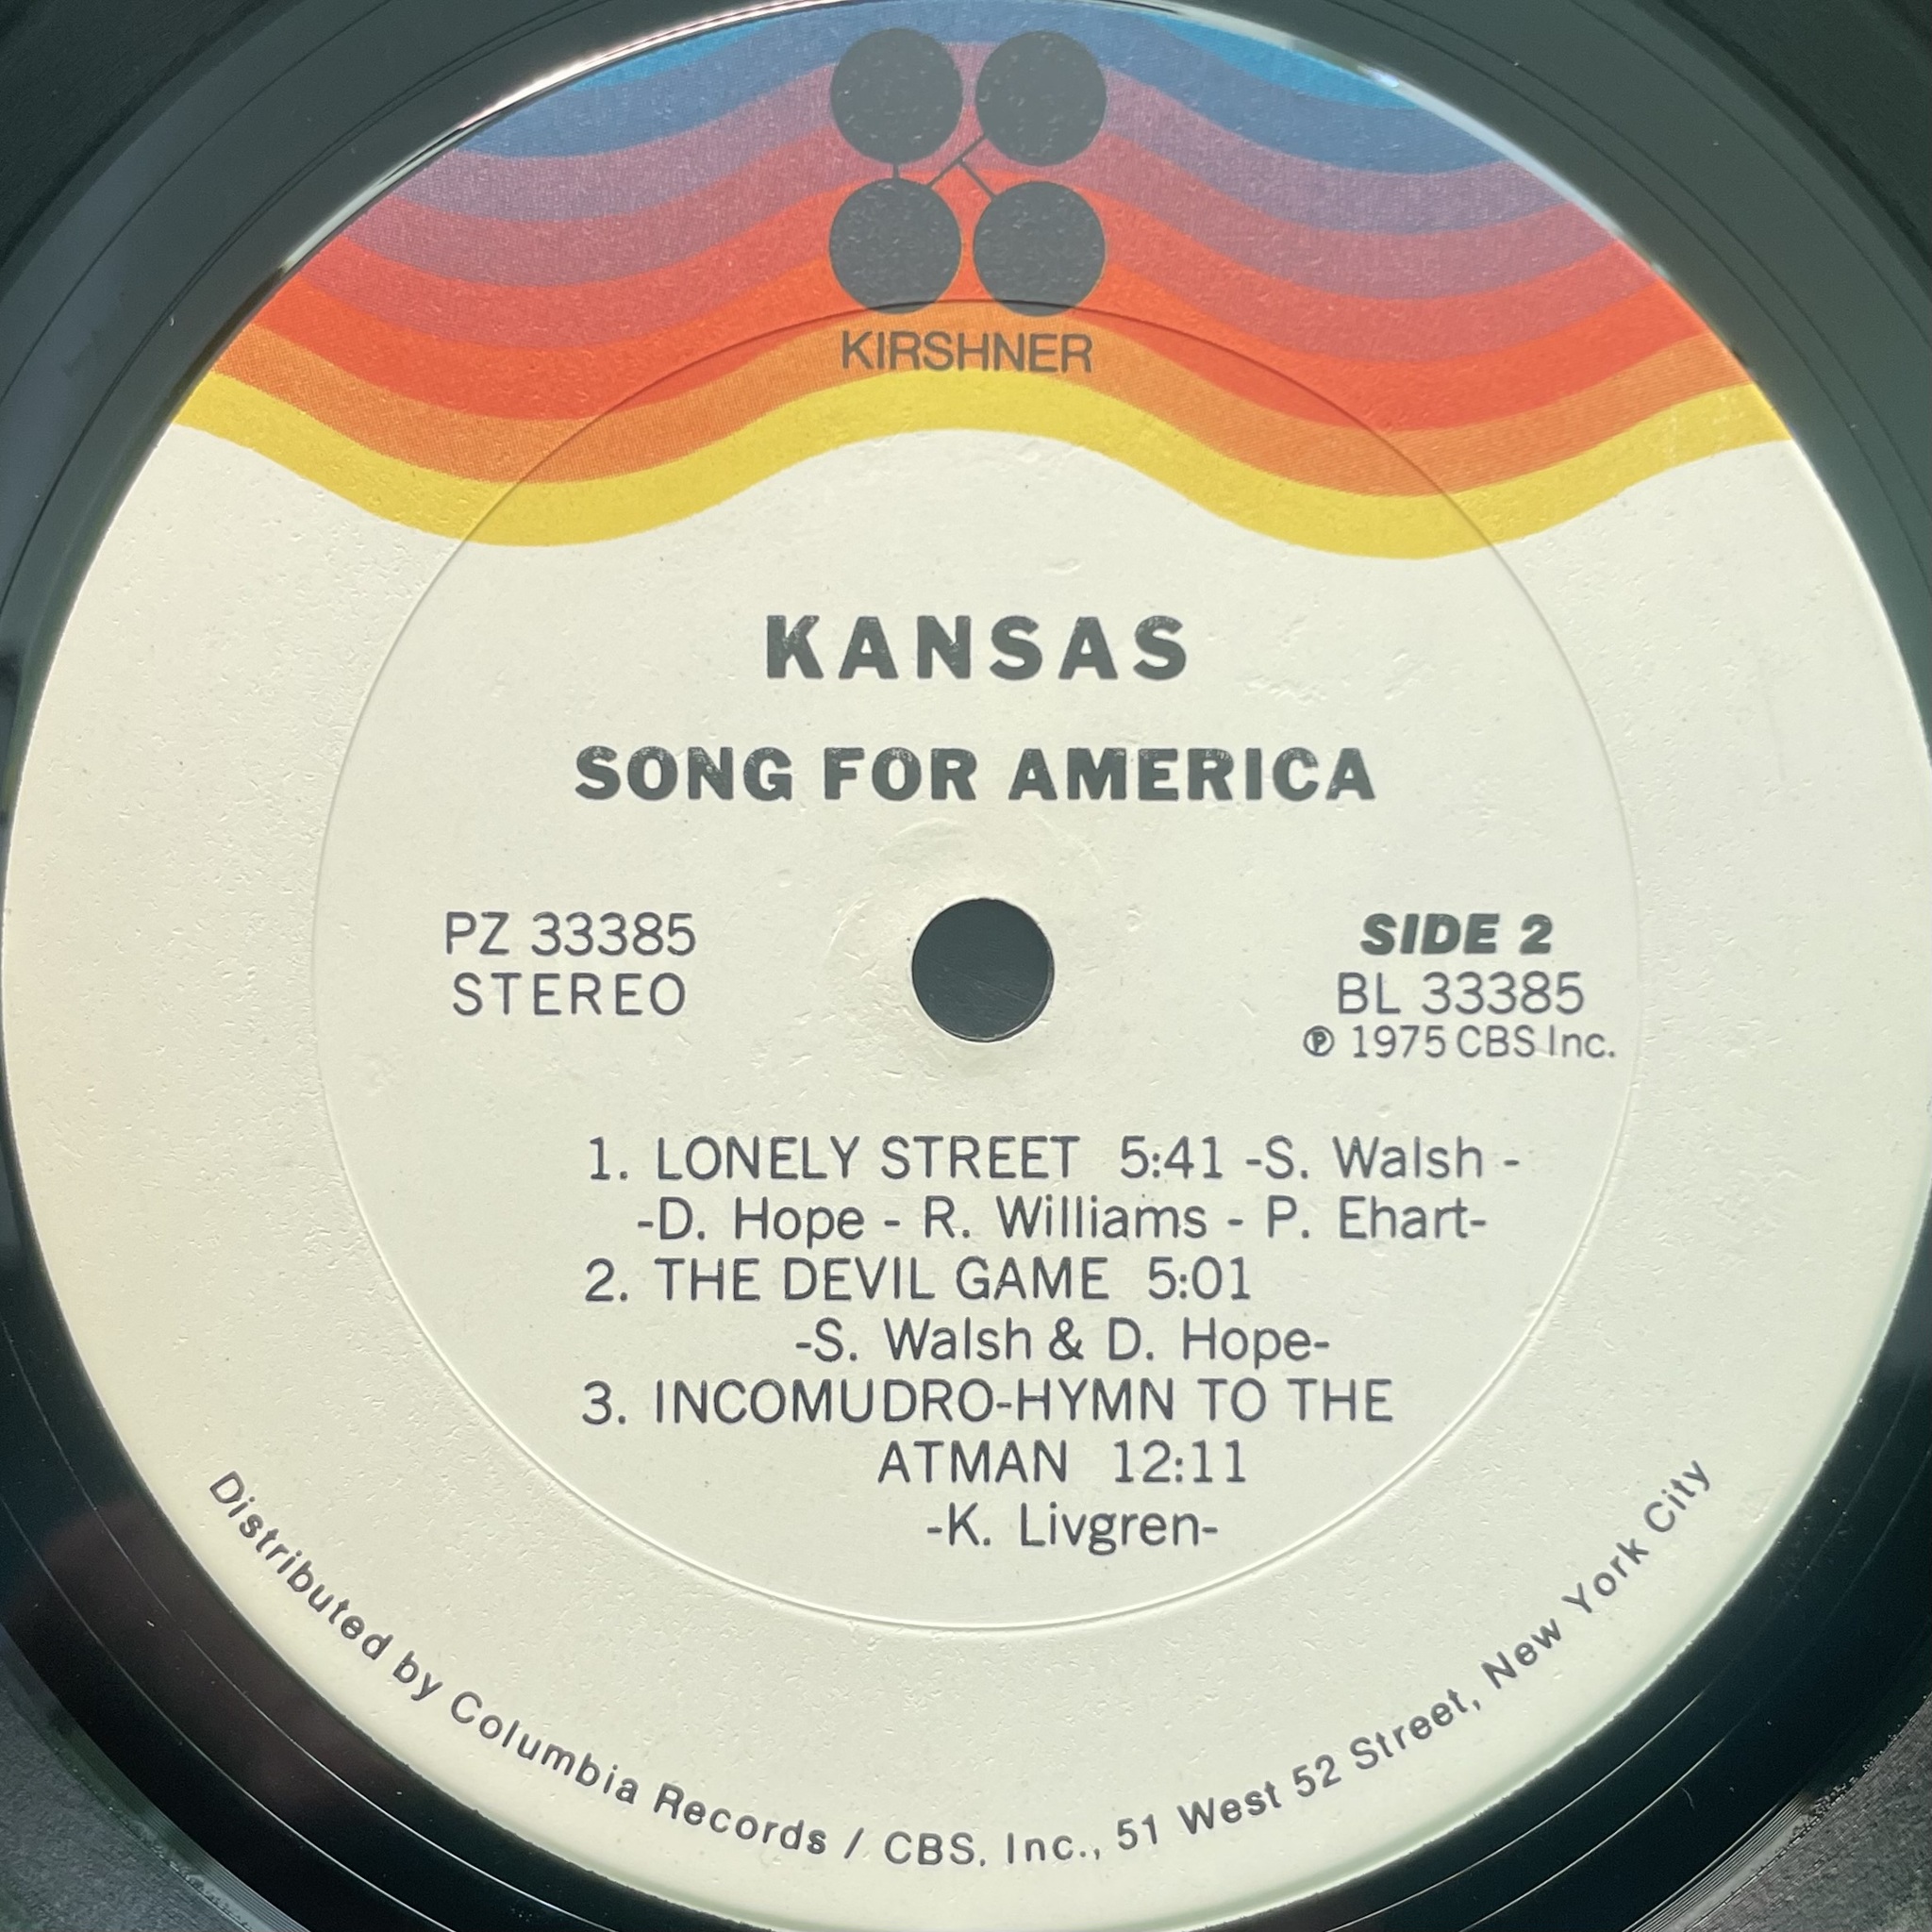 KIRSHNER
KANSAS
SONG FOR AMERICA
PZ 33385
STEREO
SIDE 2
BL 33385
℗ 1975 CBS Inc.
1. LONELY STREET 5:41 -S. Walsh -
-D. Hope - R. Williams - P. Ehart-
2. THE DEVIL GAME 5:01
-S. Walsh & D. Hope-
3. INCOMUDRO-HYMN TO THE
ATMAN 12:11
-K. Livgren-
Distributed by Columbia Records / CBS, Inc., 51 West 52 Street, New York City